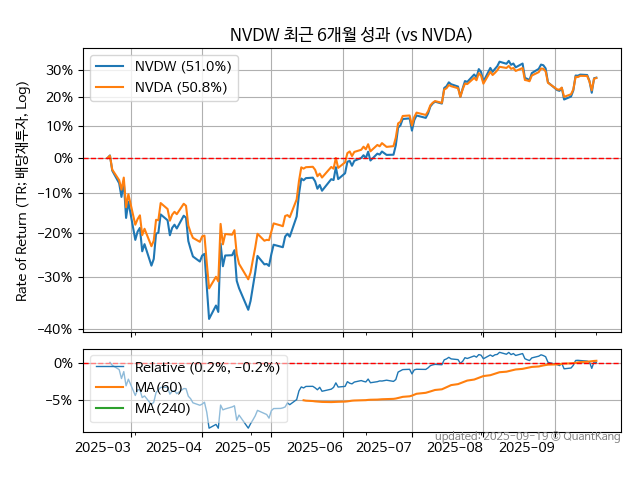 NVDW 최근 6개월 성과 (vs NVDA)
Rate of Return (TR: 배당재투자, Log)
30%
20%
10%
0%
−10%
−20%
−30%
−40%
NVDW (51.0%)
NVDA (50.8%)
0%
−5%
Relative (0.2%, −0.2%)
MA(60)
MA(240)
2025−03
2025−04
2025−05
2025−06
2025−07
2025−08
2025−09
updated: 2025-09-19 © QuantKang